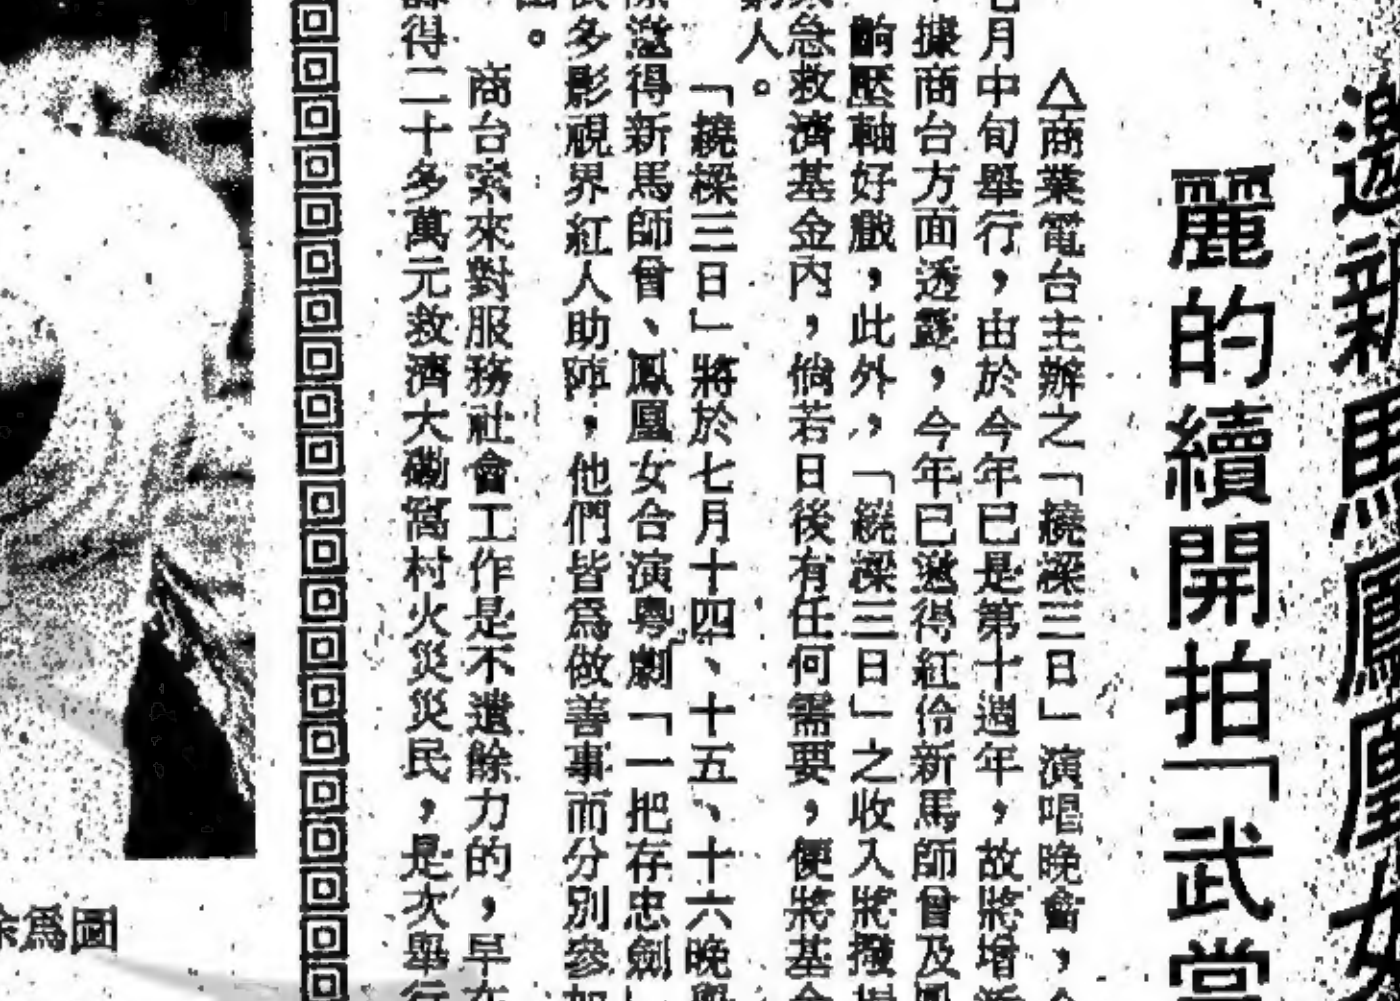 邀新馬鳳凰女
麗的續開拍「武當
△商業電台主辦之「繞樑三日」演唱晚會，
七月中旬舉行，由於今年已是第十週年，故將增
據商台方面透露，今年已邀得紅伶新馬師曾及鳳
齣壓軸好戲，此外，「繞樑三日」之收入將撥
急救濟基金內，倘若日後有任何需要，便將基金
人。
「繞樑三日」將於七月十四、十五、十六晚舉
邀得新馬師曾、鳳凰女合演粵劇「一把存忠劍」
很多影視界紅人助陣，他們皆為做善事而分別參加
。
商台素來對服務社會工作是不遺餘力的，早在
得二十多萬元救濟大磡窩村火災災民，是次舉行
為圖